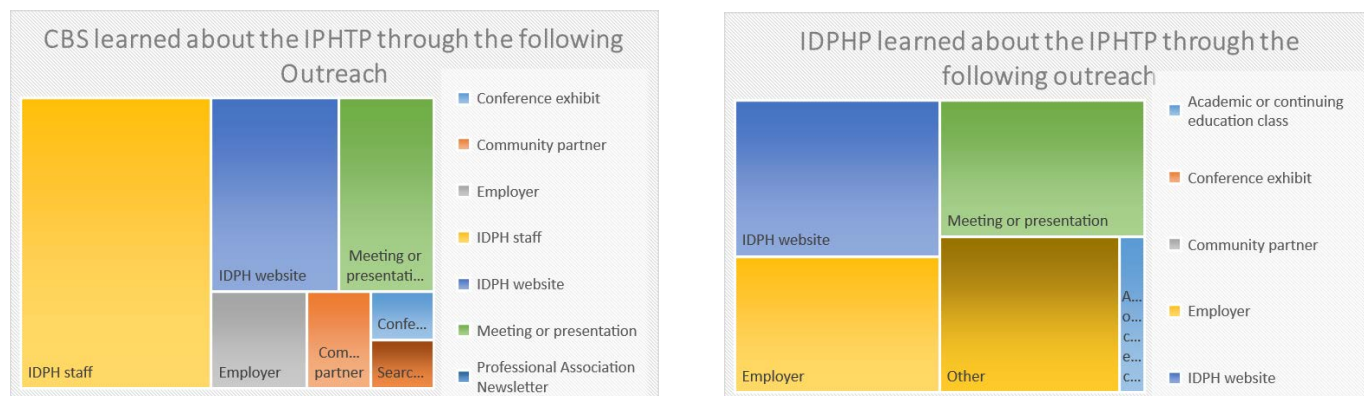 CBS learned about the IPHTP through the following
Outreach
IDPH staff
IDPH website
Meeting or
presentati...
Employer
Com...
partner
Confe...
Searc...
Conference exhibit
Community partner
Employer
IDPH staff
IDPH website
Meeting or presentation
Professional Association
Newsletter
IDPHP learned about the IPHTP through the
following outreach
IDPH website
Meeting or presentation
Employer
Other
A...
o...
c...
e...
c...
Academic or continuing
education class
Conference exhibit
Community partner
Employer
IDPH website